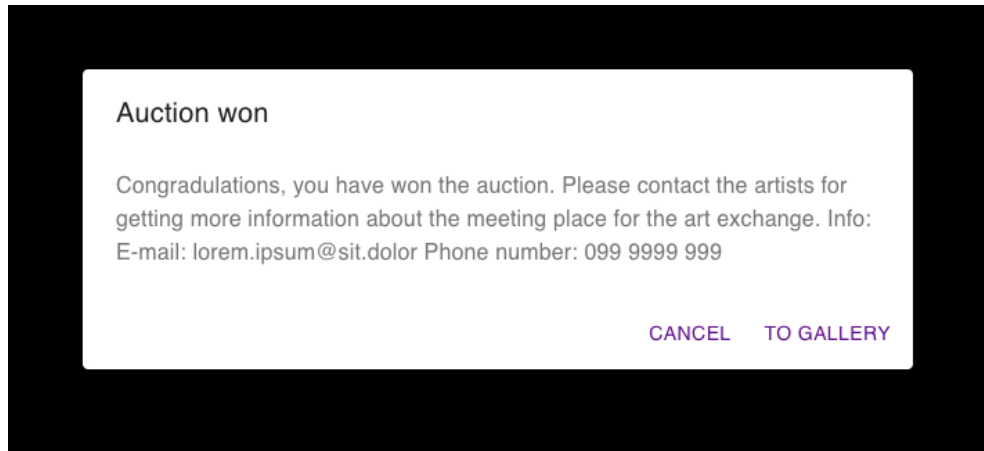 Auction won
Congradulations, you have won the auction. Please contact the artists for
getting more information about the meeting place for the art exchange. Info:
E-mail: lorem.ipsum@sit.dolor Phone number: 099 9999 999
CANCEL TO GALLERY